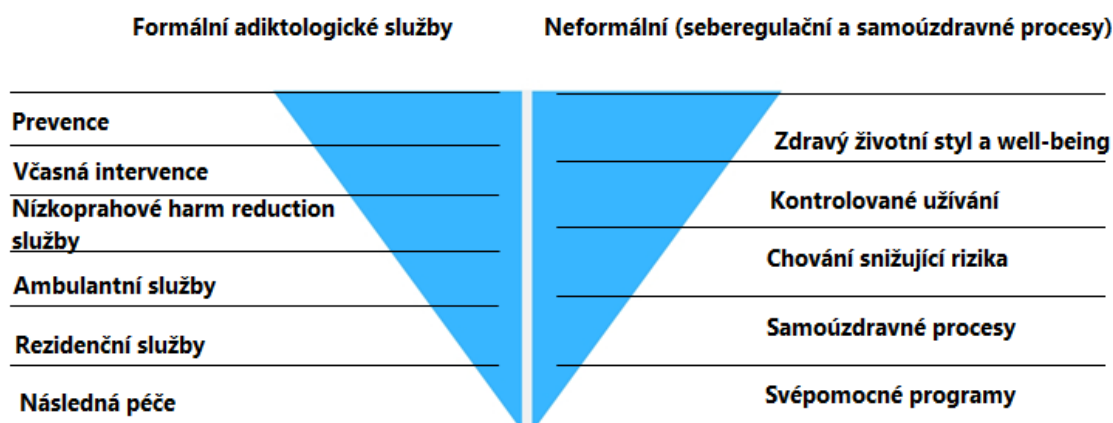 Formální adiktologické služby
Neformální (seberegulační a samoúzdravné procesy)
Prevence
Včasná intervence
Nízkoprahové harm reduction
služby
Ambulantní služby
Rezidenční služby
Následná péče
Zdravý životní styl a well-being
Kontrolované užívání
Chování snižující rizika
Samoúzdravné procesy
Svépomocné programy